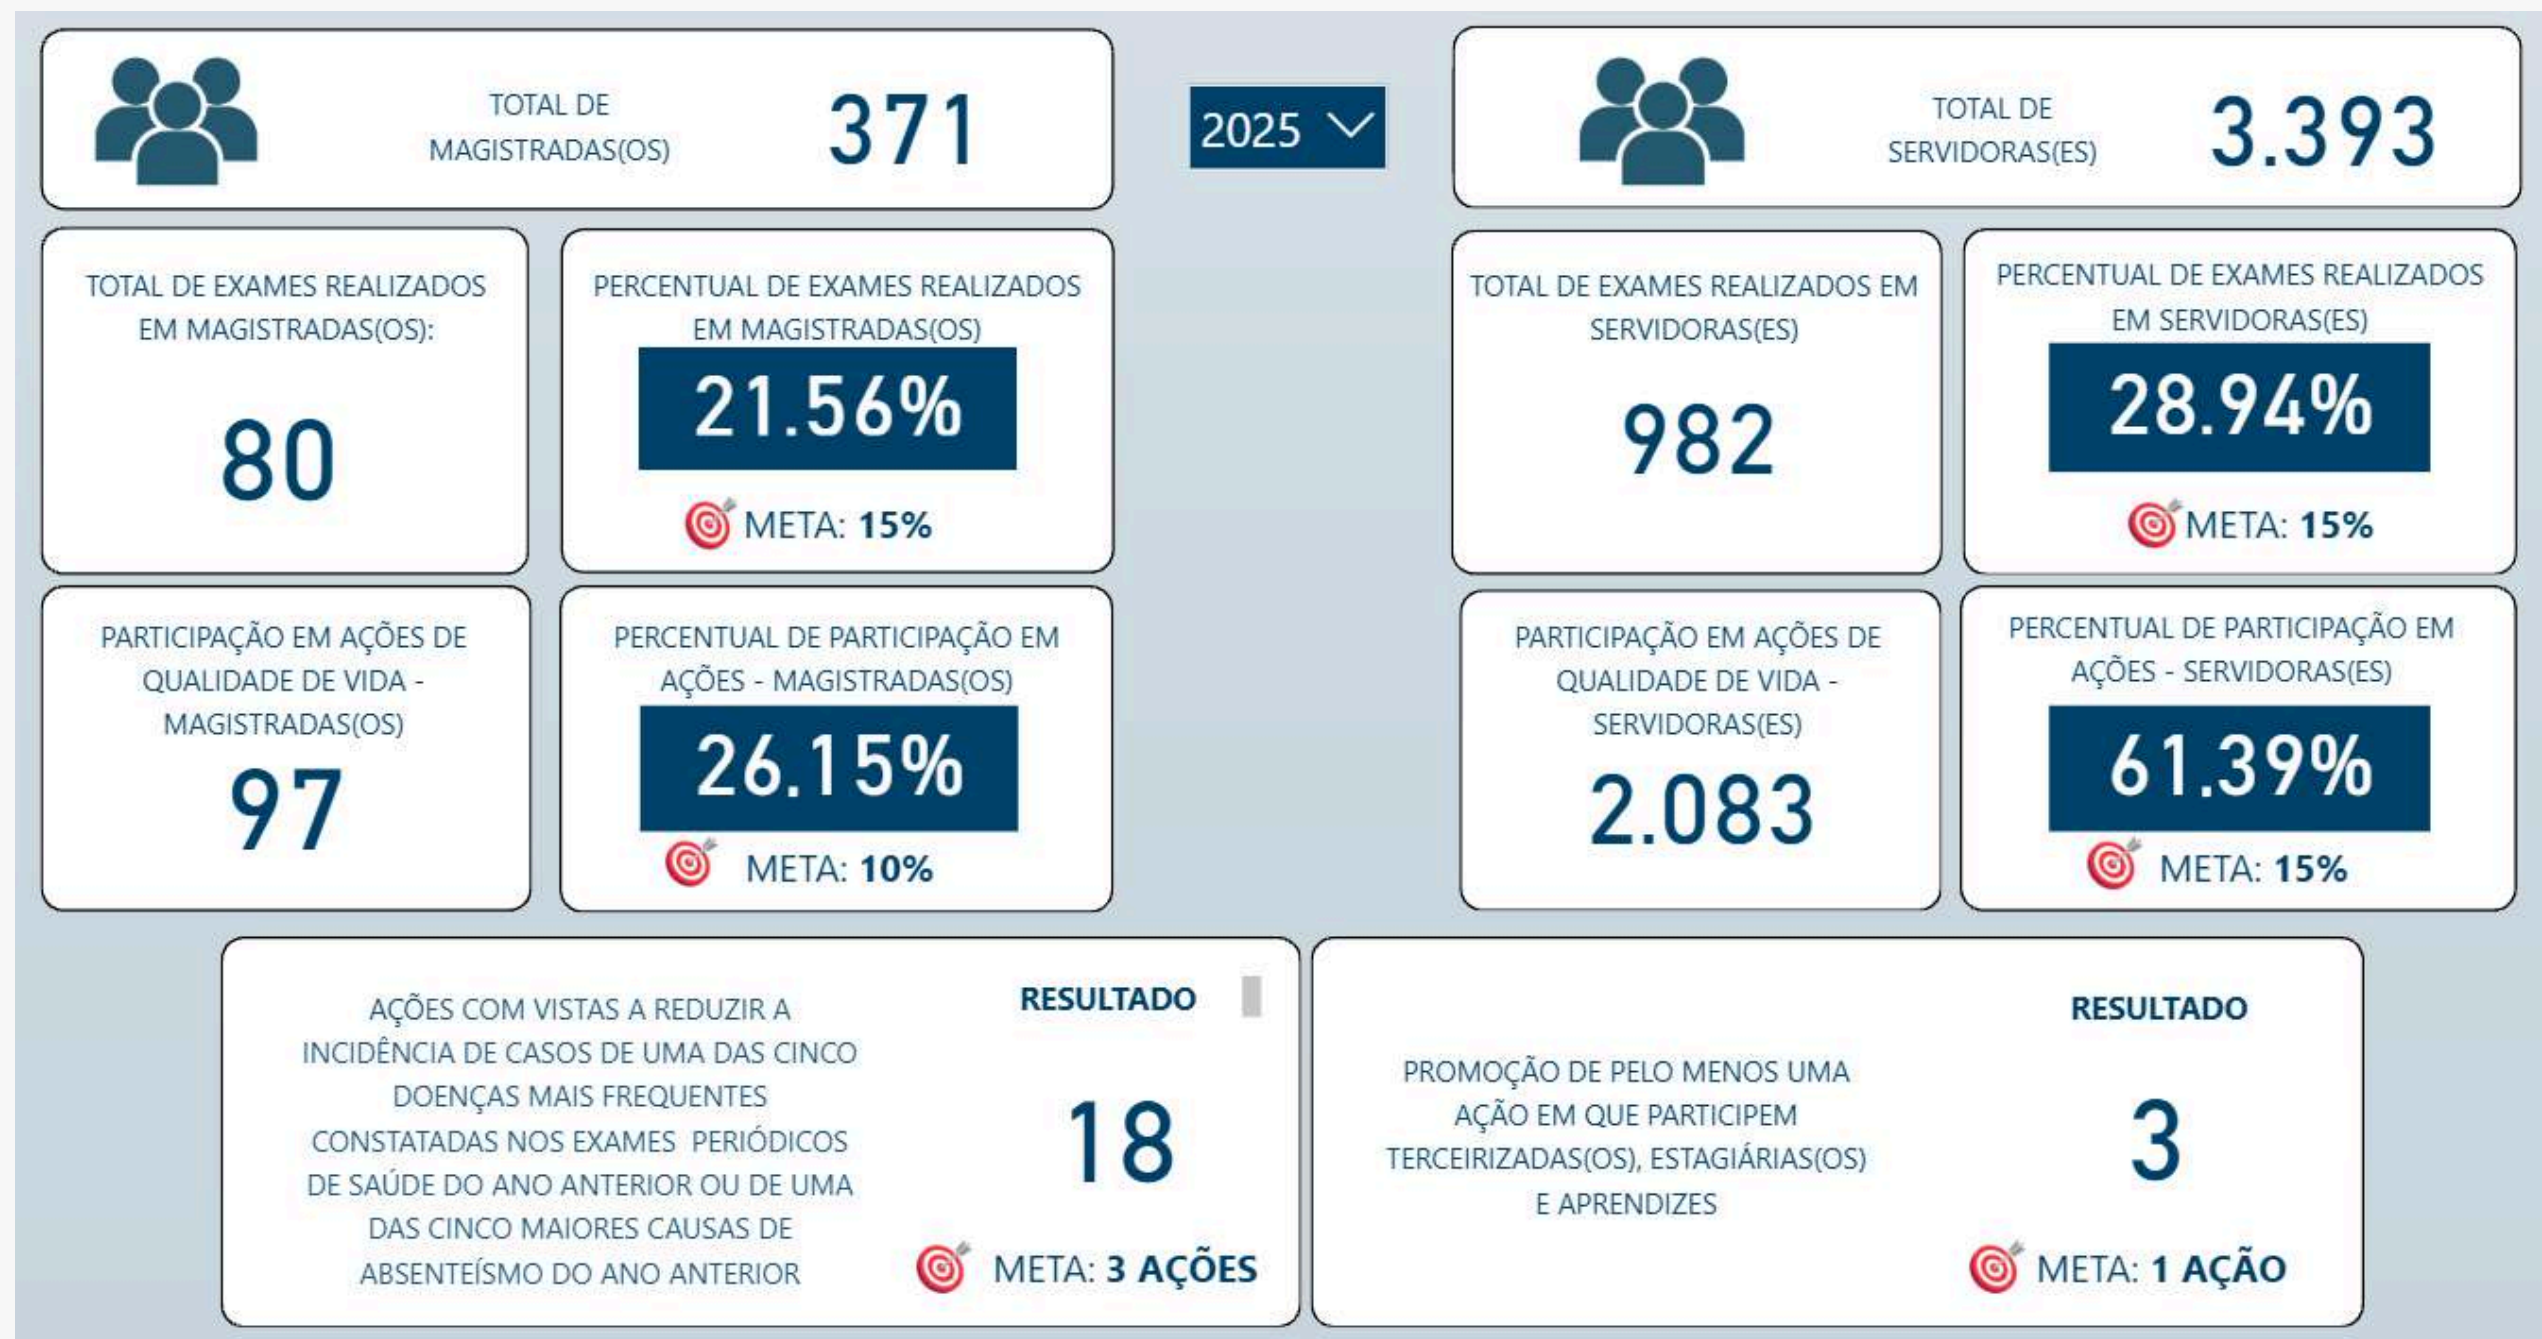 TOTAL DE
MAGISTRADAS(OS)
371
2025
TOTAL DE
SERVIDORAS(ES)
3.393
TOTAL DE EXAMES REALIZADOS
EM MAGISTRADAS(OS):
80
PERCENTUAL DE EXAMES REALIZADOS
EM MAGISTRADAS(OS)
21.56%
META: 15%
TOTAL DE EXAMES REALIZADOS EM
SERVIDORAS(ES)
982
PERCENTUAL DE EXAMES REALIZADOS
EM SERVIDORAS(ES)
28.94%
META: 15%
PARTICIPAÇÃO EM AÇÕES DE
QUALIDADE DE VIDA -
MAGISTRADAS(OS)
97
PERCENTUAL DE PARTICIPAÇÃO EM
AÇÕES - MAGISTRADAS(OS)
26.15%
META: 10%
PARTICIPAÇÃO EM AÇÕES DE
QUALIDADE DE VIDA -
SERVIDORAS(ES)
2.083
PERCENTUAL DE PARTICIPAÇÃO EM
AÇÕES - SERVIDORAS(ES)
61.39%
META: 15%
AÇÕES COM VISTAS A REDUZIR A
INCIDÊNCIA DE CASOS DE UMA DAS CINCO
DOENÇAS MAIS FREQUENTES
CONSTATADAS NOS EXAMES PERIÓDICOS
DE SAÚDE DO ANO ANTERIOR OU DE UMA
DAS CINCO MAIORES CAUSAS DE
ABSENTEÍSMO DO ANO ANTERIOR
RESULTADO
18
META: 3 AÇÕES
PROMOÇÃO DE PELO MENOS UMA
AÇÃO EM QUE PARTICIPEM
TERCEIRIZADAS(OS), ESTAGIÁRIAS(OS)
E APRENDIZES
RESULTADO
3
META: 1 AÇÃO